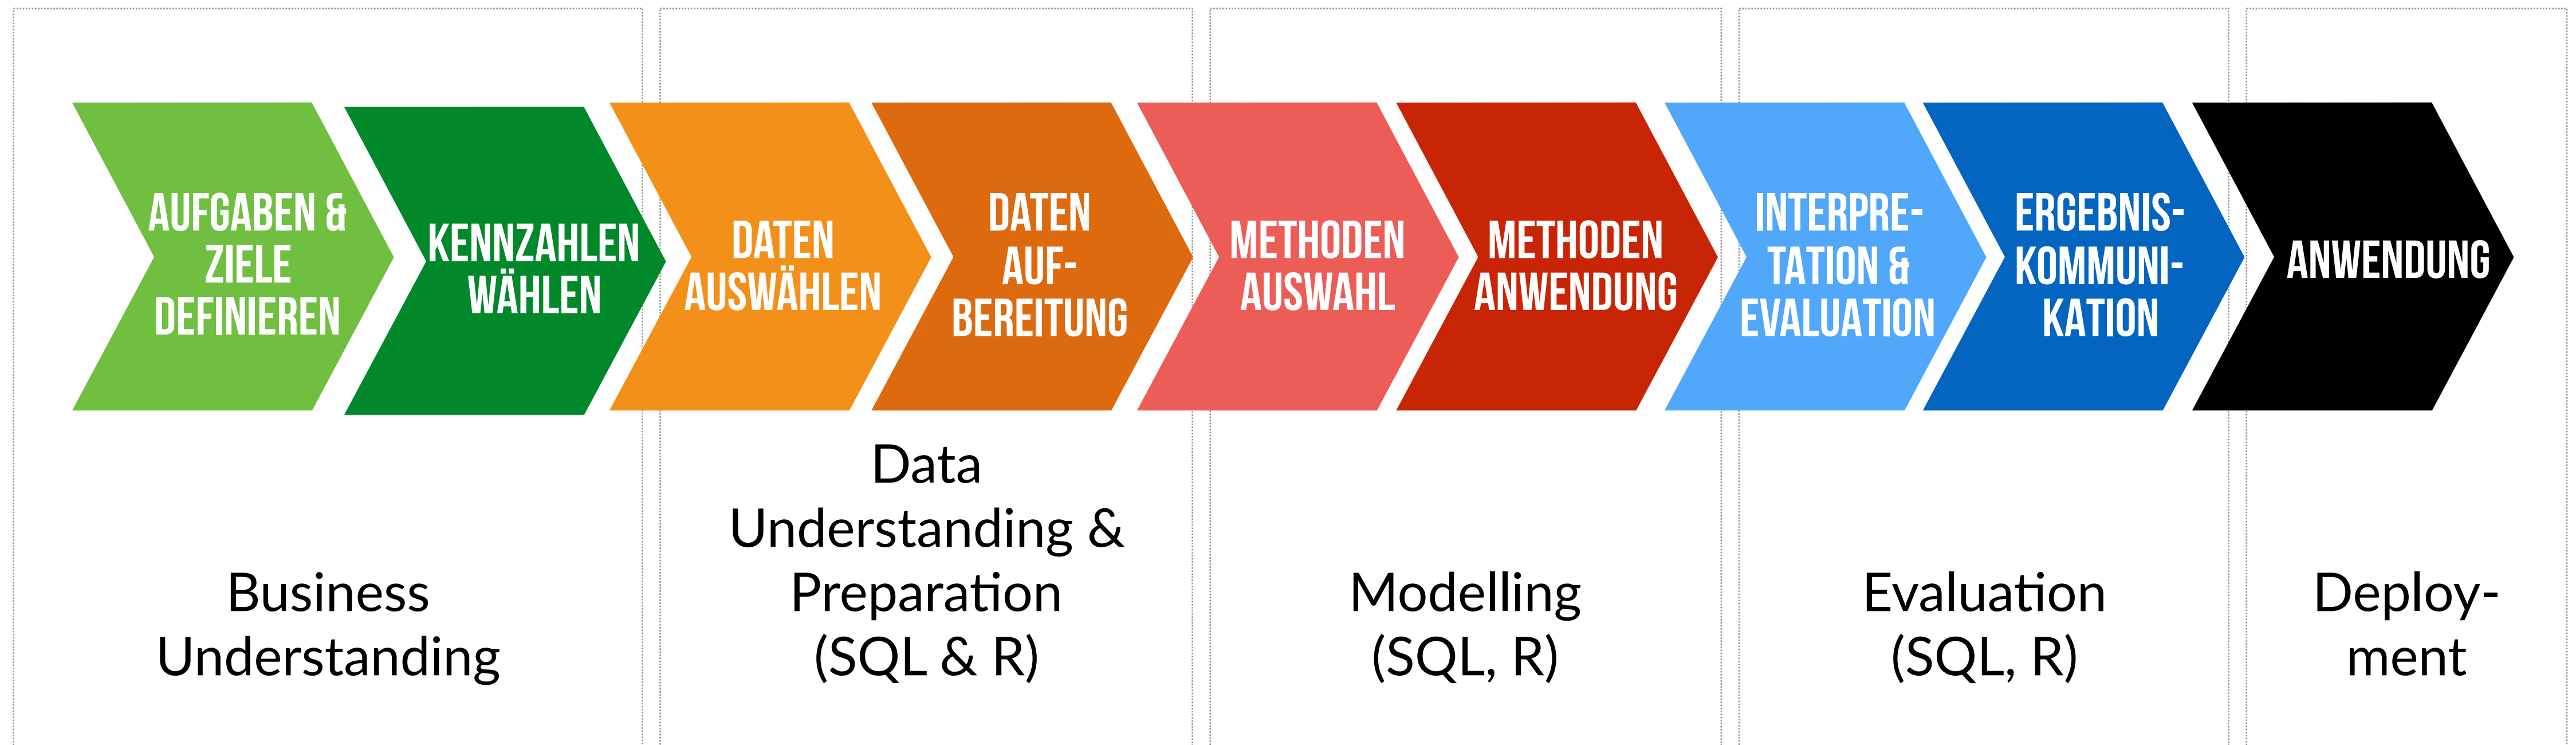 AUFGABEN &
ZIELE
DEFINIEREN
KENNZAHLEN
WÄHLEN
DATEN
AUSWÄHLEN
DATEN
AUF-
BEREITUNG
METHODEN
AUSWAHL
METHODEN
ANWENDUNG
INTERPRE-
TATION &
EVALUATION
ERGEBNIS-
KOMMUNI-
KATION
ANWENDUNG
Business
Understanding
Data
Understanding &
Preparation
(SQL & R)
Modelling
(SQL, R)
Evaluation
(SQL, R)
Deploy-
ment